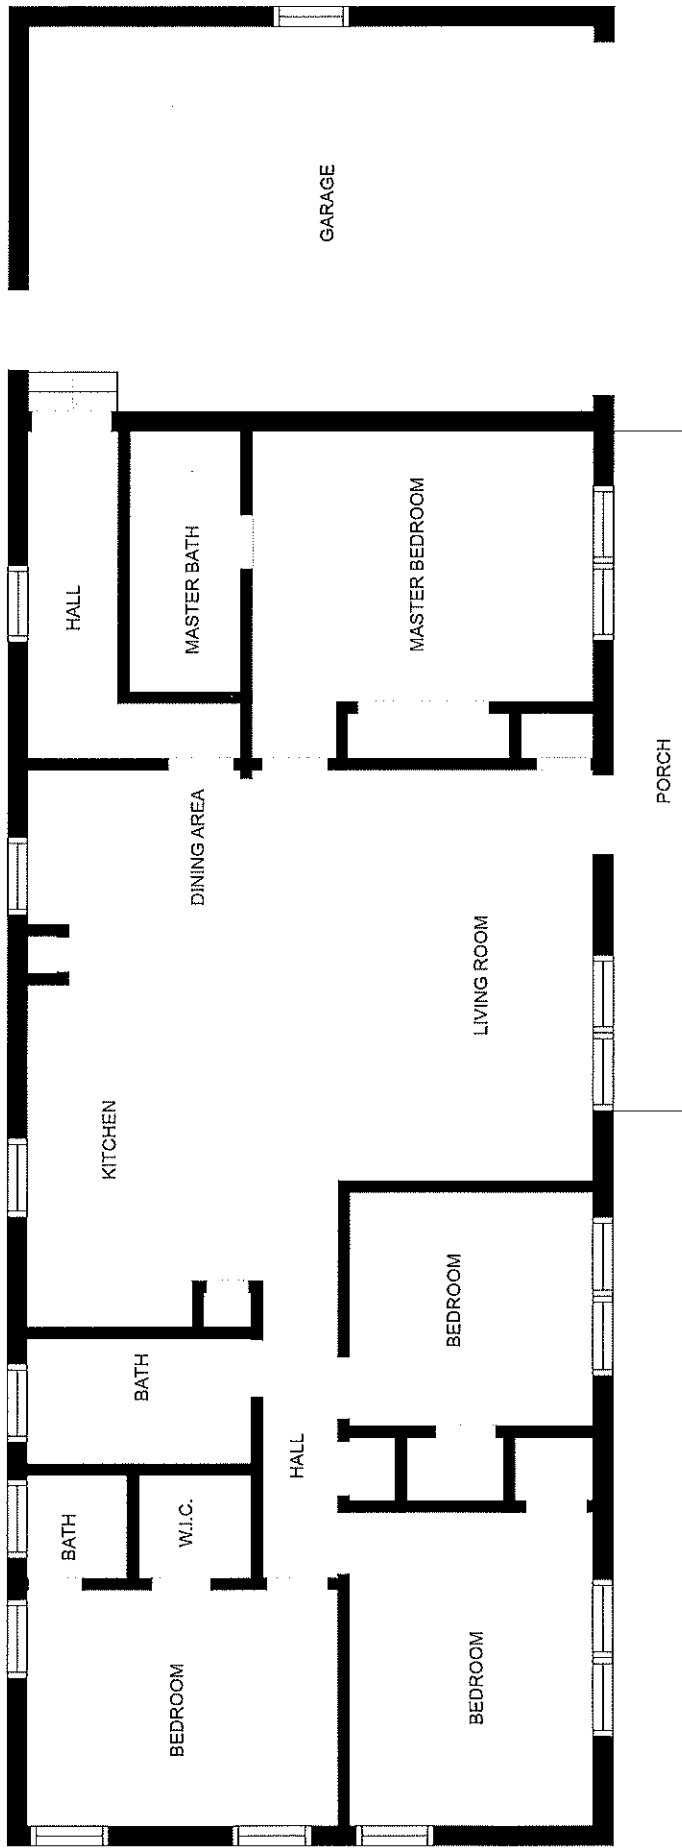 BEDROOM
BATH
W.I.C.
BATH
HALL
BEDROOM
BEDROOM
KITCHEN
DINING AREA
LIVING ROOM
HALL
MASTER BATH
MASTER BEDROOM
PORCH
GARAGE